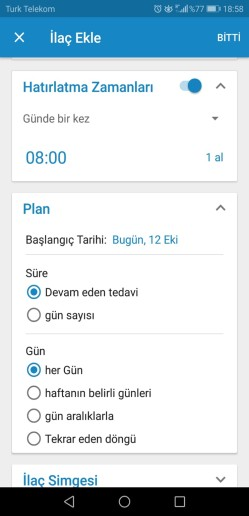 Turk Telekom %77 18:58
İlaç Ekle BİTTİ
Hatırlatma Zamanları
Günde bir kez
08:00 1 al
Plan
Başlangıç Tarihi: Bugün, 12 Eki
Süre
Devam eden tedavi
gün sayısı
Gün
her Gün
haftanın belirli günleri
gün aralıklarla
Tekrar eden döngü
İlaç Simgesi